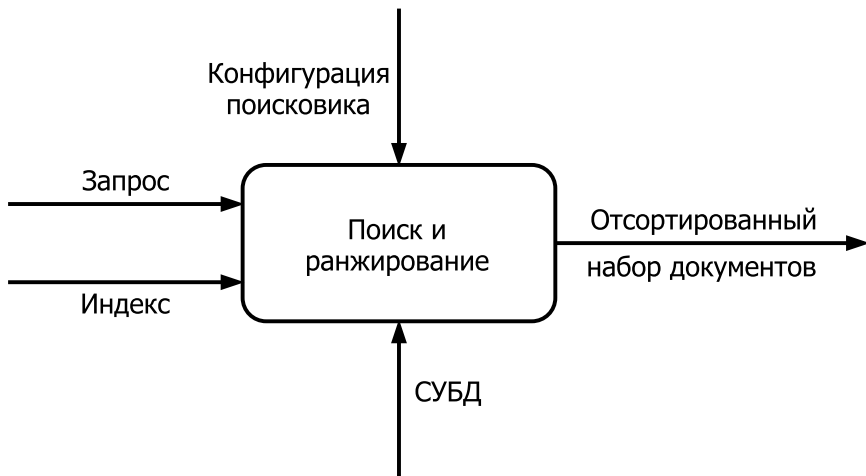 Конфигурация
поисковика
Запрос
Индекс
Поиск и
ранжирование
Отсортированный
набор документов
СУБД